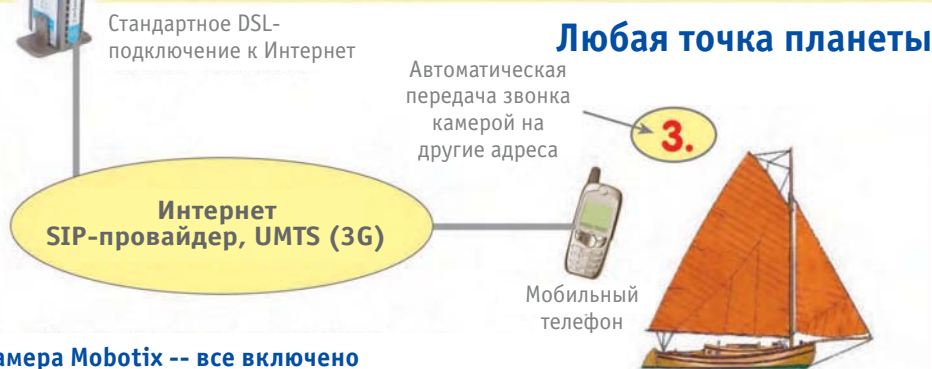 Стандартное DSL-
подключение к Интернет
Любая точка планеты
Автоматическая
передача звонка
камерой на
другие адреса
3.
Интернет
SIP-провайдер, UMTS (3G)
Мобильный
телефон
амера Mobotix -- все включено